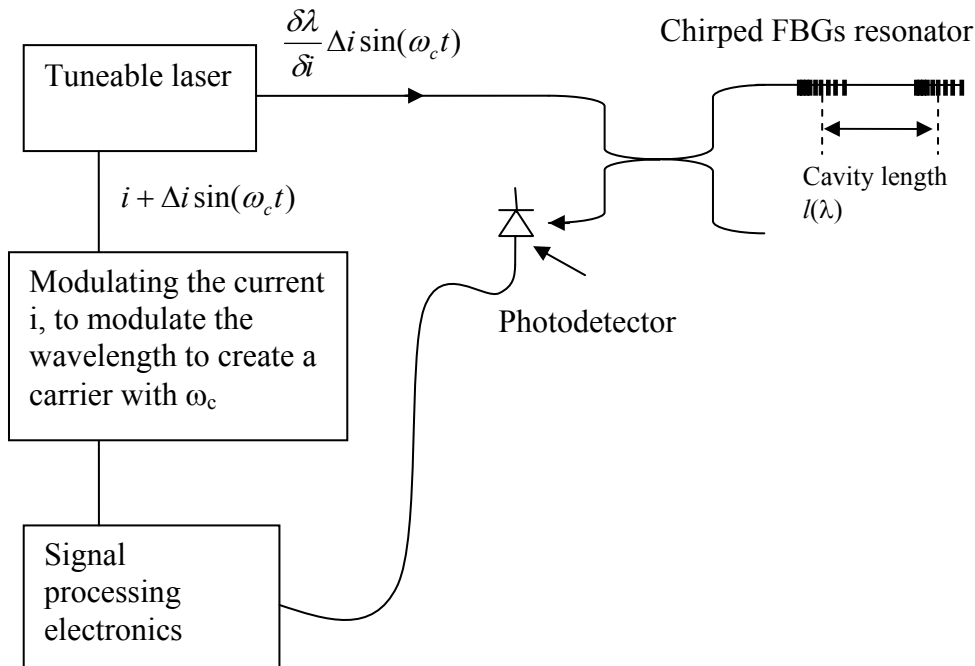 δλ/δi Δi sin(ω_c t)
Chirped FBGs resonator
Tuneable laser
i + Δi sin(ω_c t)
Cavity length
l(λ)
Modulating the current
i, to modulate the
wavelength to create a
carrier with ω_c
Photodetector
Signal
processing
electronics